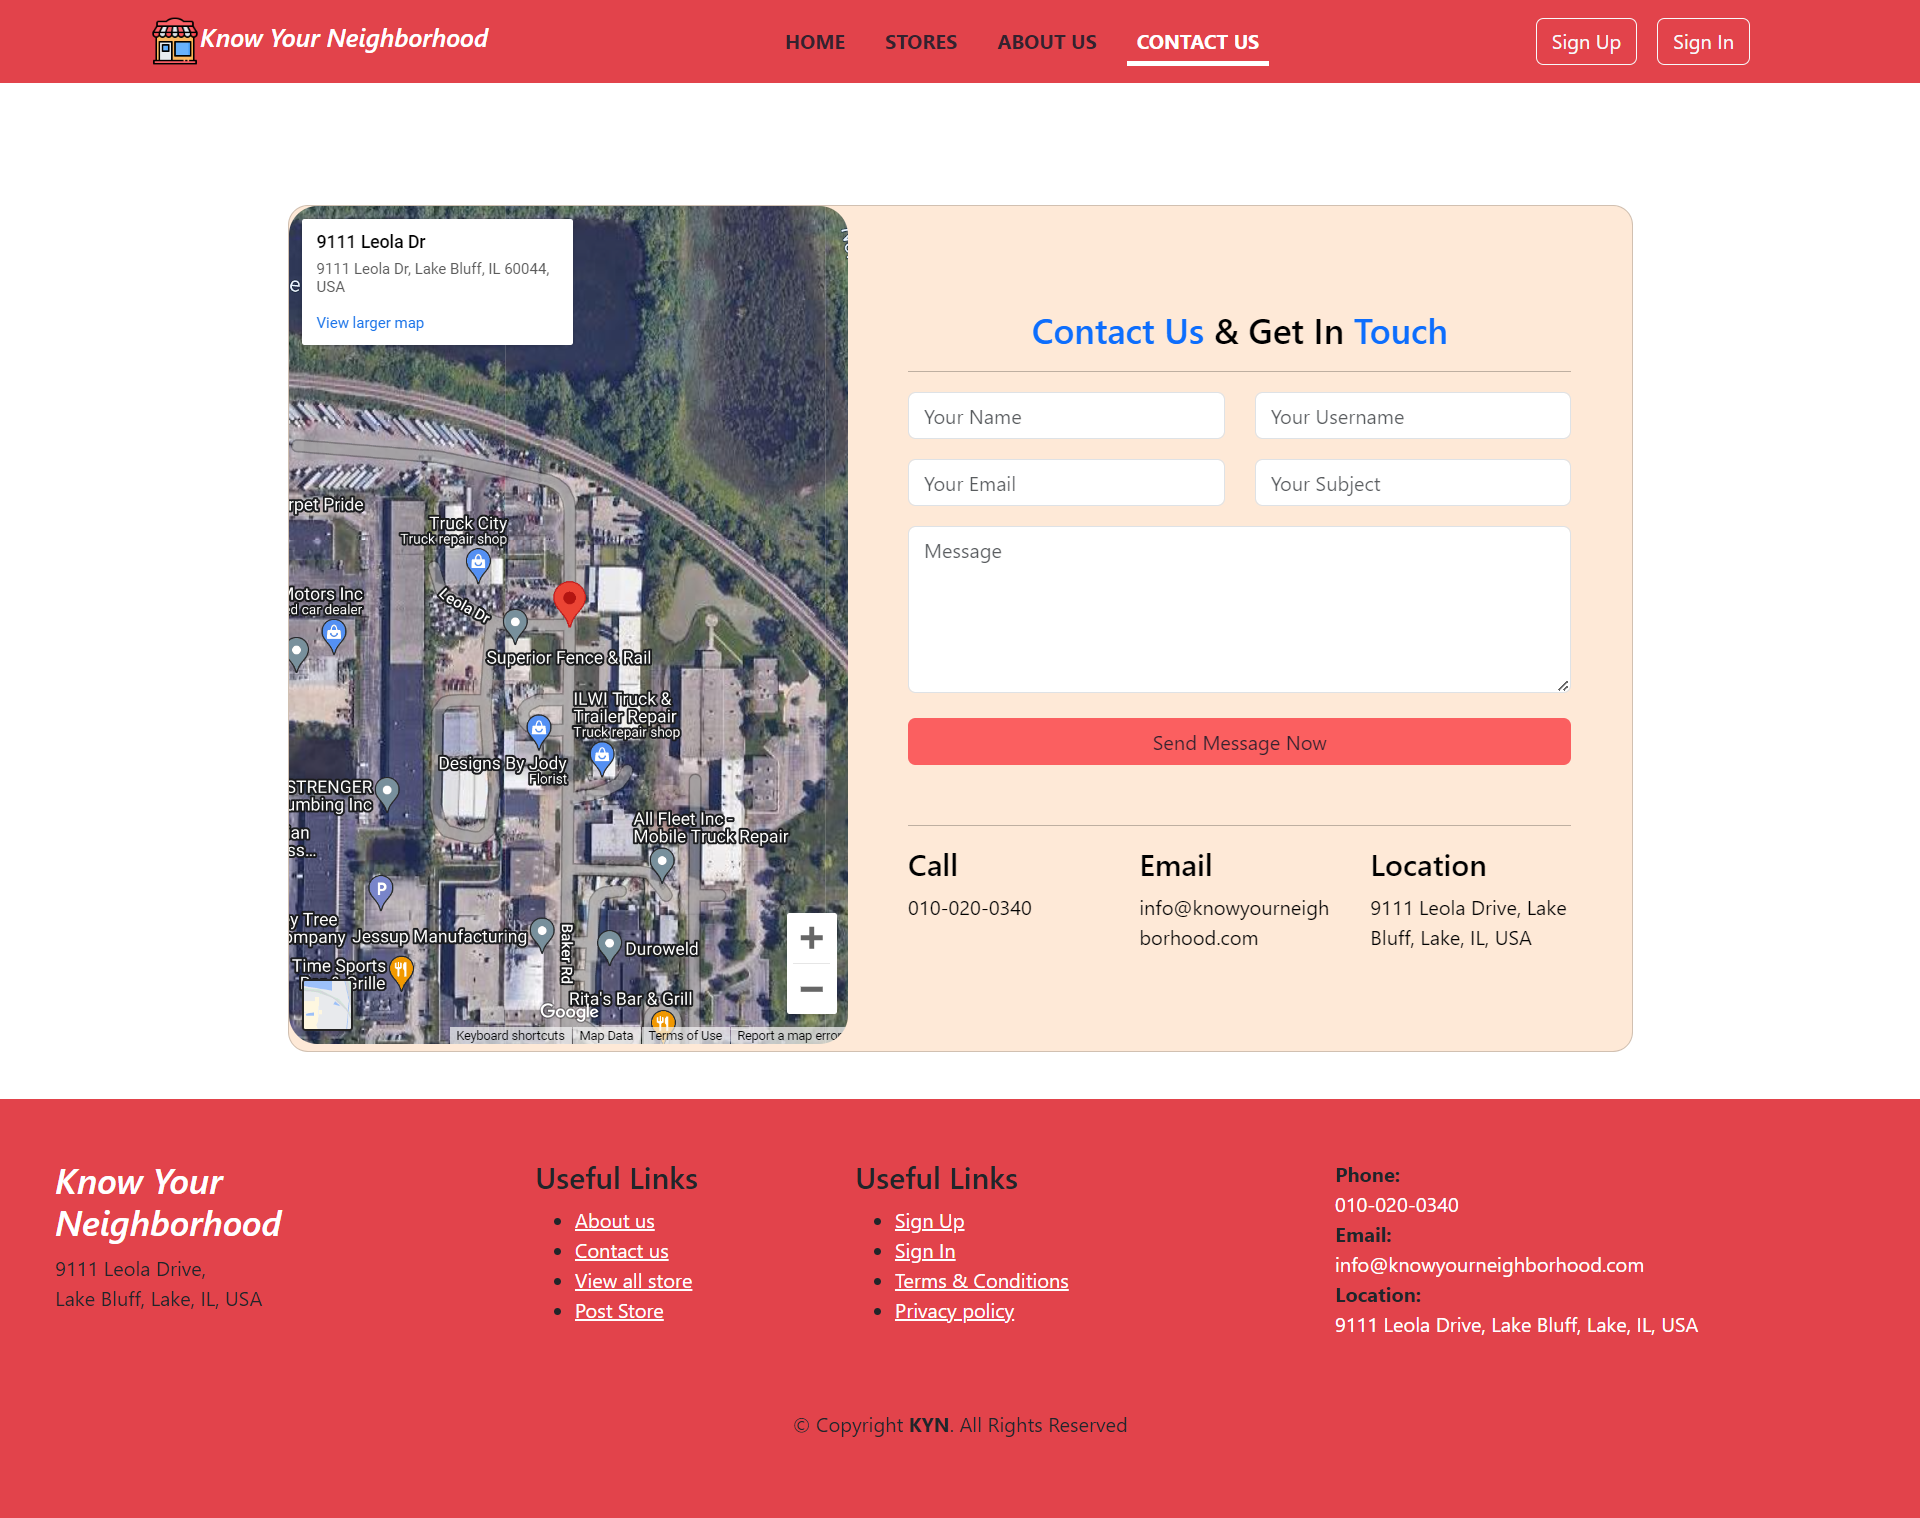 Know Your Neighborhood
HOME
STORES
ABOUT US
CONTACT US
Sign Up
Sign In
9111 Leola Dr
9111 Leola Dr, Lake Bluff, IL 60044,
USA
View larger map
rpet Pride
Truck City
Truck repair shop
Motors Inc
ed car dealer
Leola Dr
Superior Fence & Rail
ILWI Truck &
Trailer Repair
Truck repair shop
Designs By Jody
Florist
STRENGER
umbing Inc
All Fleet Inc -
Mobile Truck Repair
ian
ss...
P
y Tree
ompany
Jessup Manufacturing
Baker Rd
Duroweld
Time Sports
Grille
Rita's Bar & Grill
Google
Keyboard shortcuts
Map Data
Terms of Use
Report a map error
Contact Us & Get In Touch
Your Name
Your Username
Your Email
Your Subject
Message
Send Message Now
Call
010-020-0340
Email
info@knowyourneigh
borhood.com
Location
9111 Leola Drive, Lake
Bluff, Lake, IL, USA
Know Your
Neighborhood
9111 Leola Drive,
Lake Bluff, Lake, IL, USA
Useful Links
About us
Contact us
View all store
Post Store
Useful Links
Sign Up
Sign In
Terms & Conditions
Privacy policy
Phone:
010-020-0340
Email:
info@knowyourneighborhood.com
Location:
9111 Leola Drive, Lake Bluff, Lake, IL, USA
© Copyright KYN. All Rights Reserved